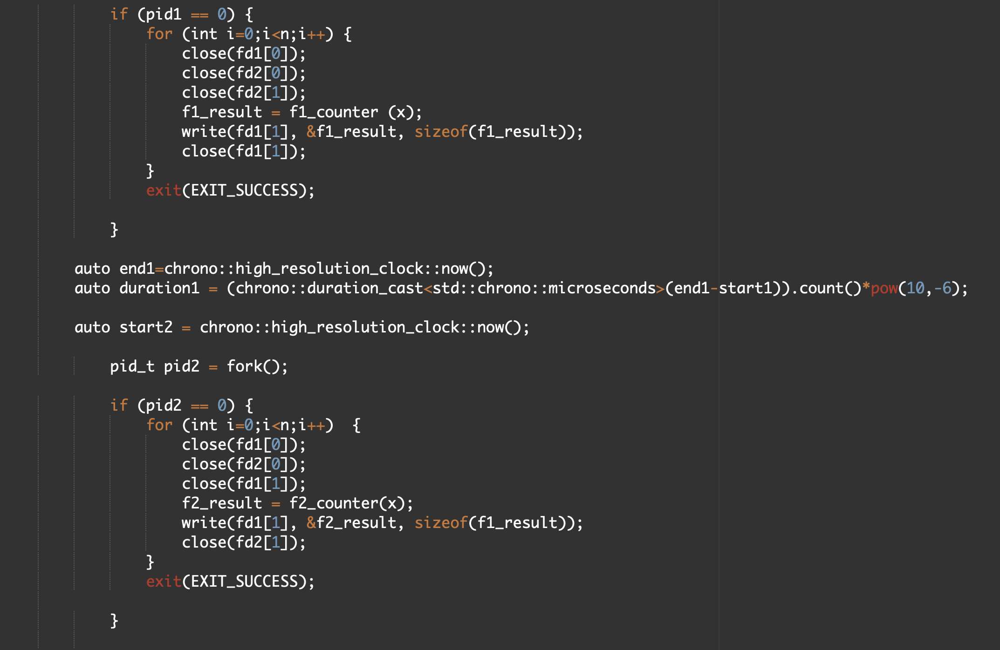 if (pid1 == 0) {
for (int i=0;i<n;i++) {
close(fd1[0]);
close(fd2[0]);
close(fd2[1]);
f1_result = f1_counter (x);
write(fd1[1], &f1_result, sizeof(f1_result));
close(fd1[1]);
}
exit(EXIT_SUCCESS);
}
auto end1=chrono::high_resolution_clock::now();
auto duration1 = (chrono::duration_cast<std::chrono::microseconds>(end1-start1)).count()*pow(10,-6);
auto start2 = chrono::high_resolution_clock::now();
pid_t pid2 = fork();
if (pid2 == 0) {
for (int i=0;i<n;i++)  {
close(fd1[0]);
close(fd2[0]);
close(fd1[1]);
f2_result = f2_counter(x);
write(fd1[1], &f2_result, sizeof(f1_result));
close(fd2[1]);
}
exit(EXIT_SUCCESS);
}